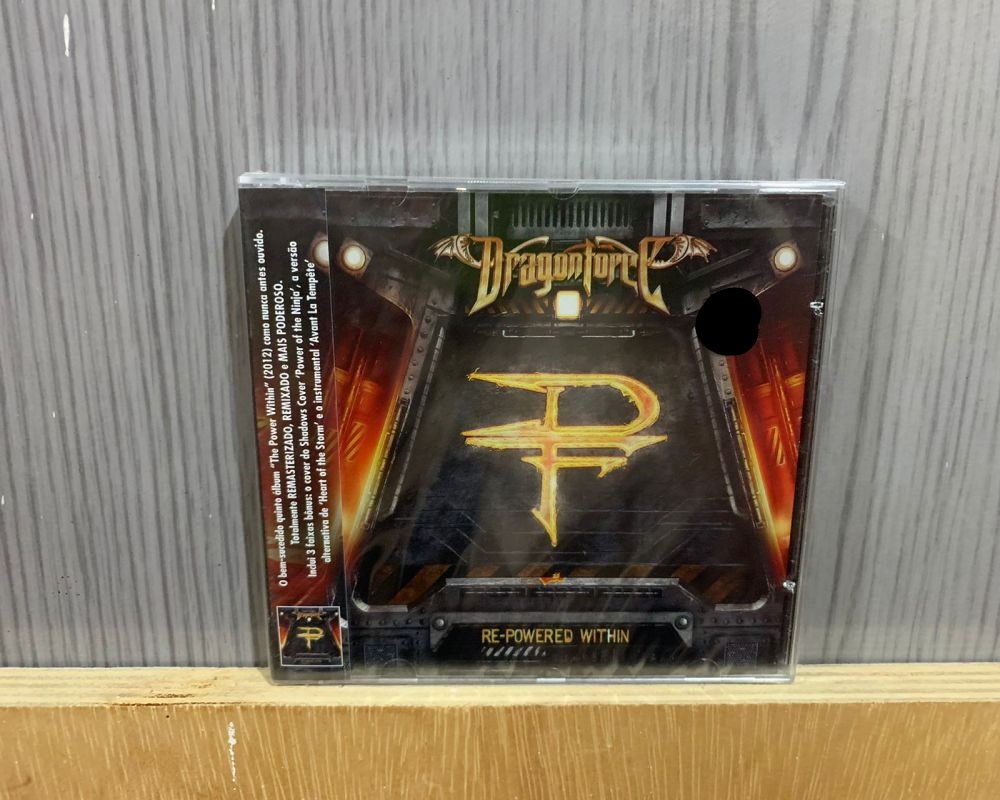 O bem-sucedido quinto álbum "The Power Within" (2012) como nunca antes ouvido.
Totalmente REMASTERIZADO, REMIXADO e MAIS PODEROSO.
Inclui 3 faixas bônus: o cover do Shadows Cover 'Power of the Ninja', a versão
alternativa de 'Heart of the Storm' e a instrumental 'Avant La Tempête'
DragonForce
RE-POWERED WITHIN